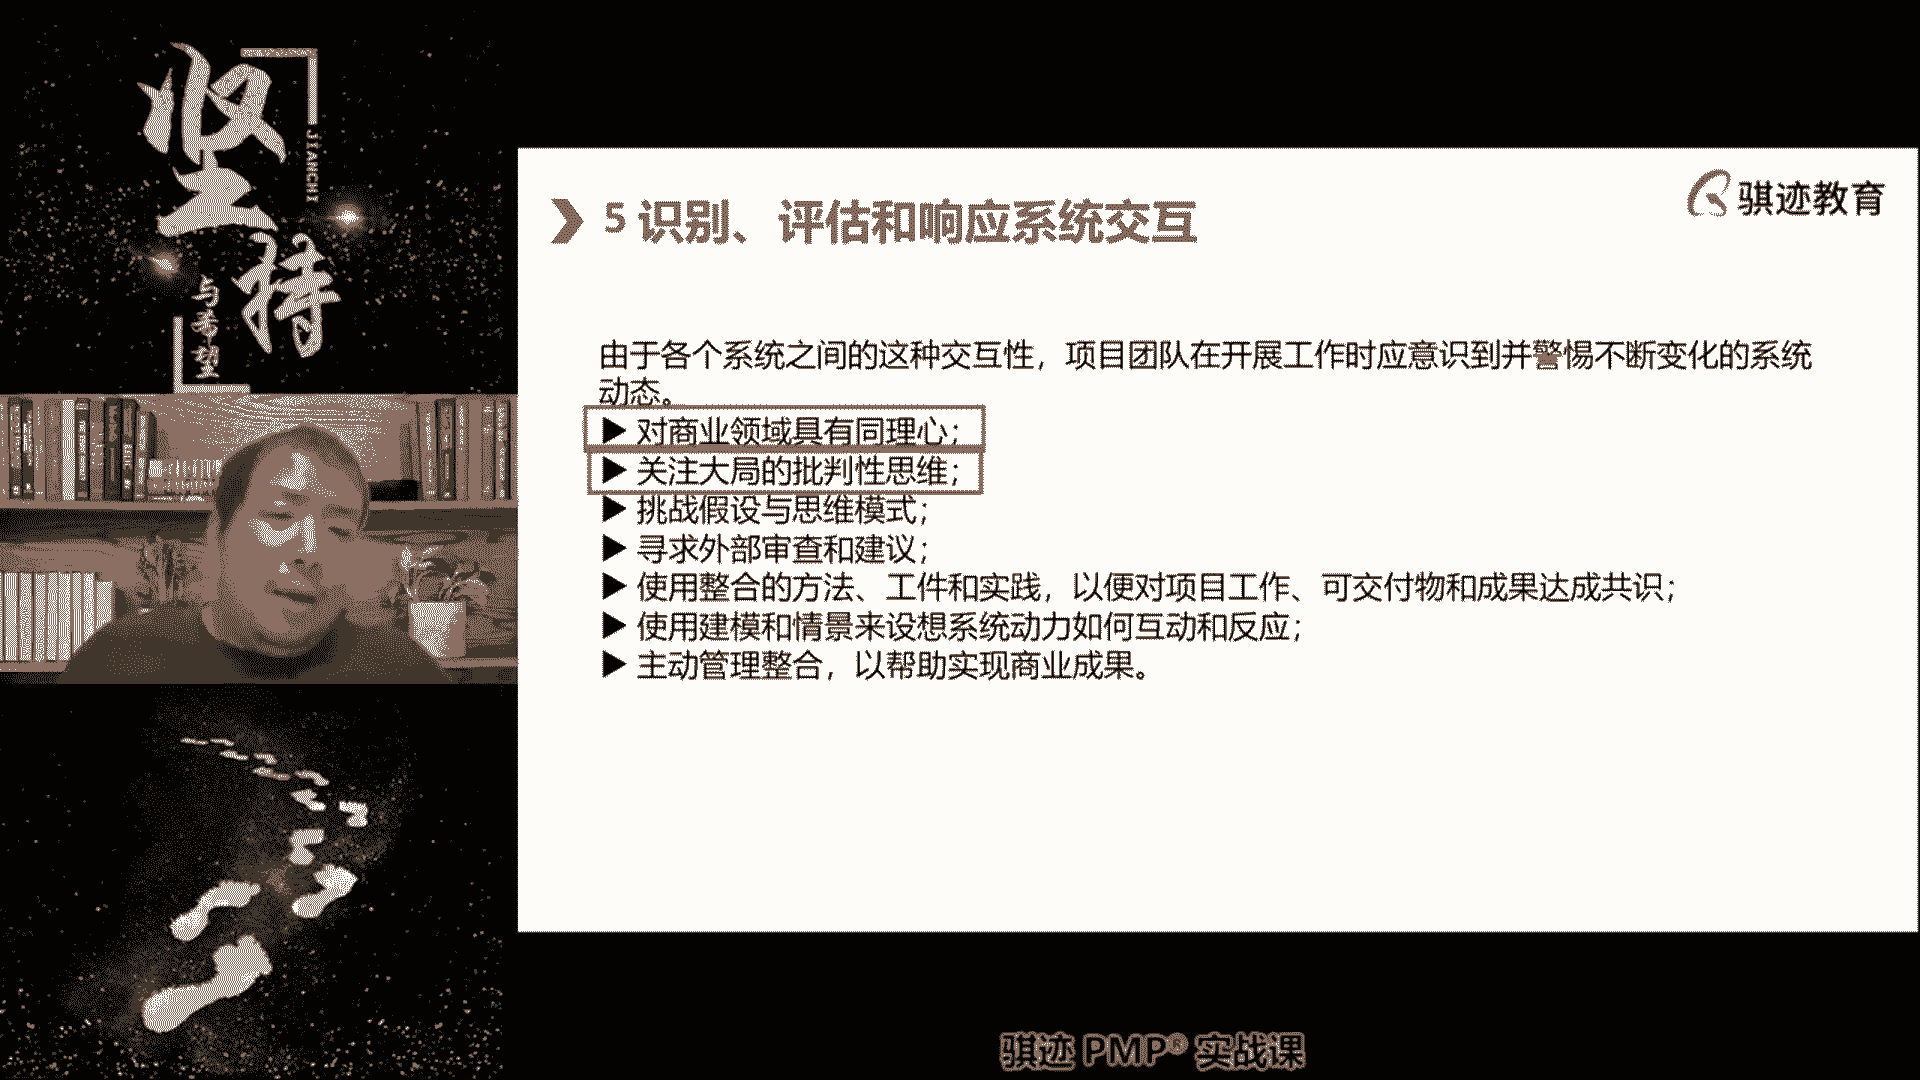 坚持
JIANCHI
与希望
骐迹教育
5 识别、评估和响应系统交互
由于各个系统之间的这种交互性，项目团队在开展工作时应意识到并警惕不断变化的系统
动态。
▶ 对商业领域具有同理心；
▶ 关注大局的批判性思维；
▶ 挑战假设与思维模式；
▶ 寻求外部审查和建议；
▶ 使用整合的方法、工件和实践，以便对项目工作、可交付物和成果达成共识；
▶ 使用建模和情景来设想系统动力如何互动和反应；
▶ 主动管理整合，以帮助实现商业成果。
骐迹 PMP® 实战课